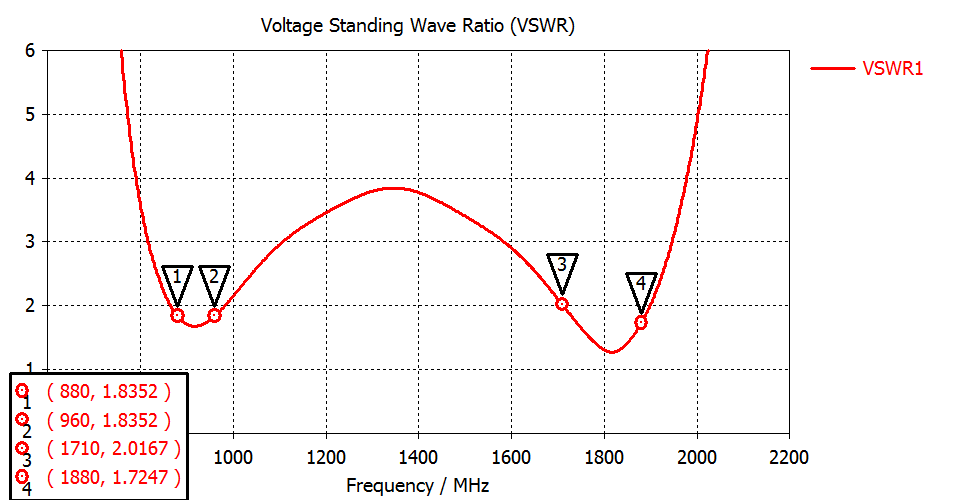 Voltage Standing Wave Ratio (VSWR)
6
5
4
3
2
1
VSWR1
1
2
3
4
1 ( 880, 1.8352 )
2 ( 960, 1.8352 )
3 ( 1710, 2.0167 )
4 ( 1880, 1.7247 )
1000 1200 1400 1600 1800 2000 2200
Frequency / MHz